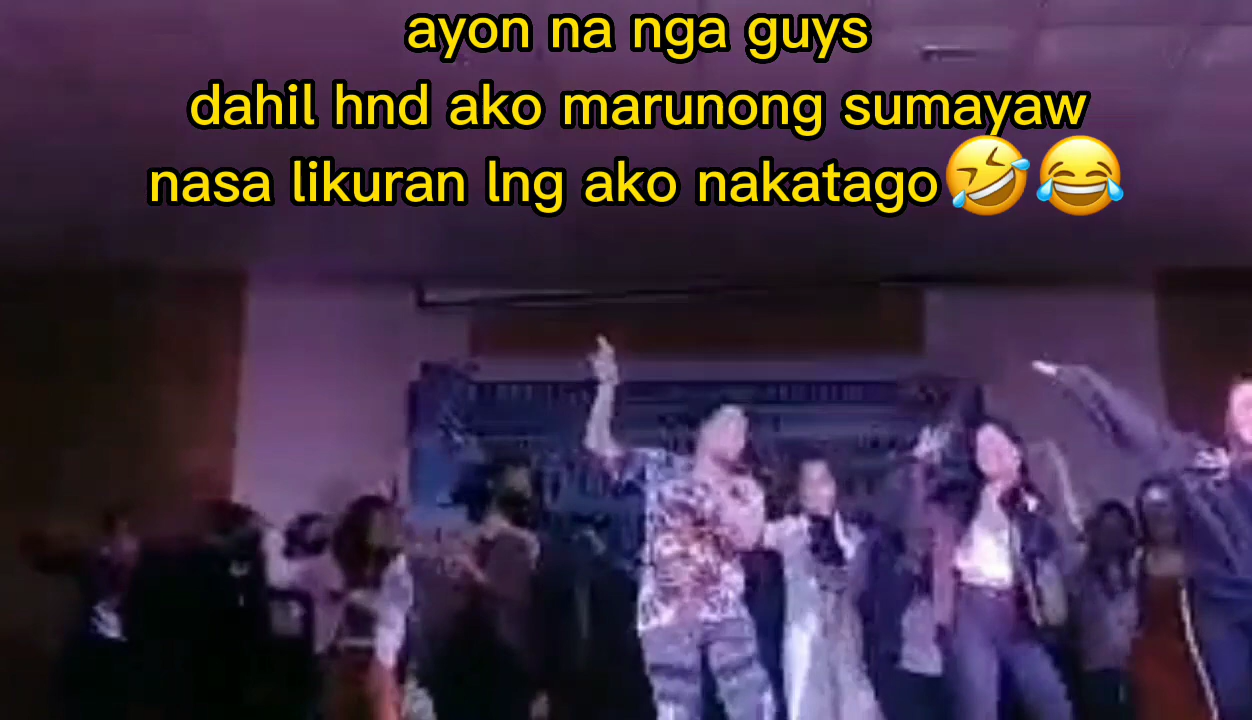 ayon na nga guys
dahil hnd ako marunong sumayaw
nasa likuran lng ako nakatago🤣😂